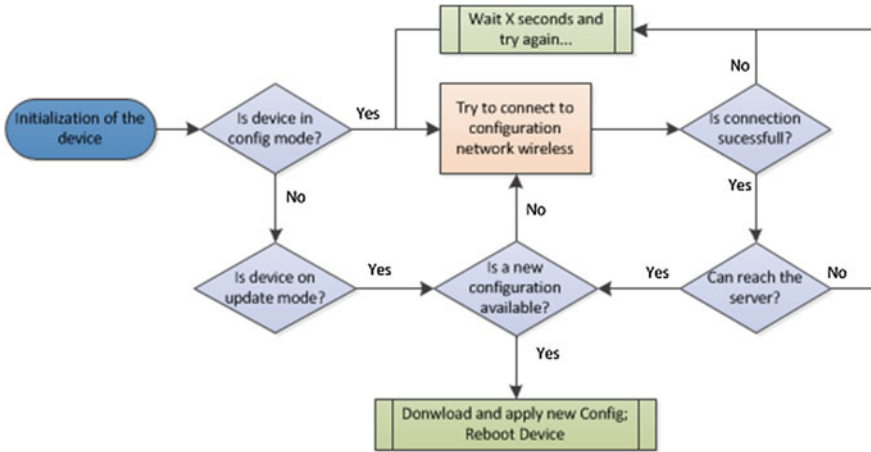 Wait X seconds and
try again...
No
Initialization of the
device
Is device in
config mode?
Yes
Try to connect to
configuration
network wireless
Is connection
sucessfull?
No
No
Yes
Is device on
update mode?
Yes
Is a new
configuration
available?
Yes
Can reach the
server?
No
Yes
Donwload and apply new Config;
Reboot Device